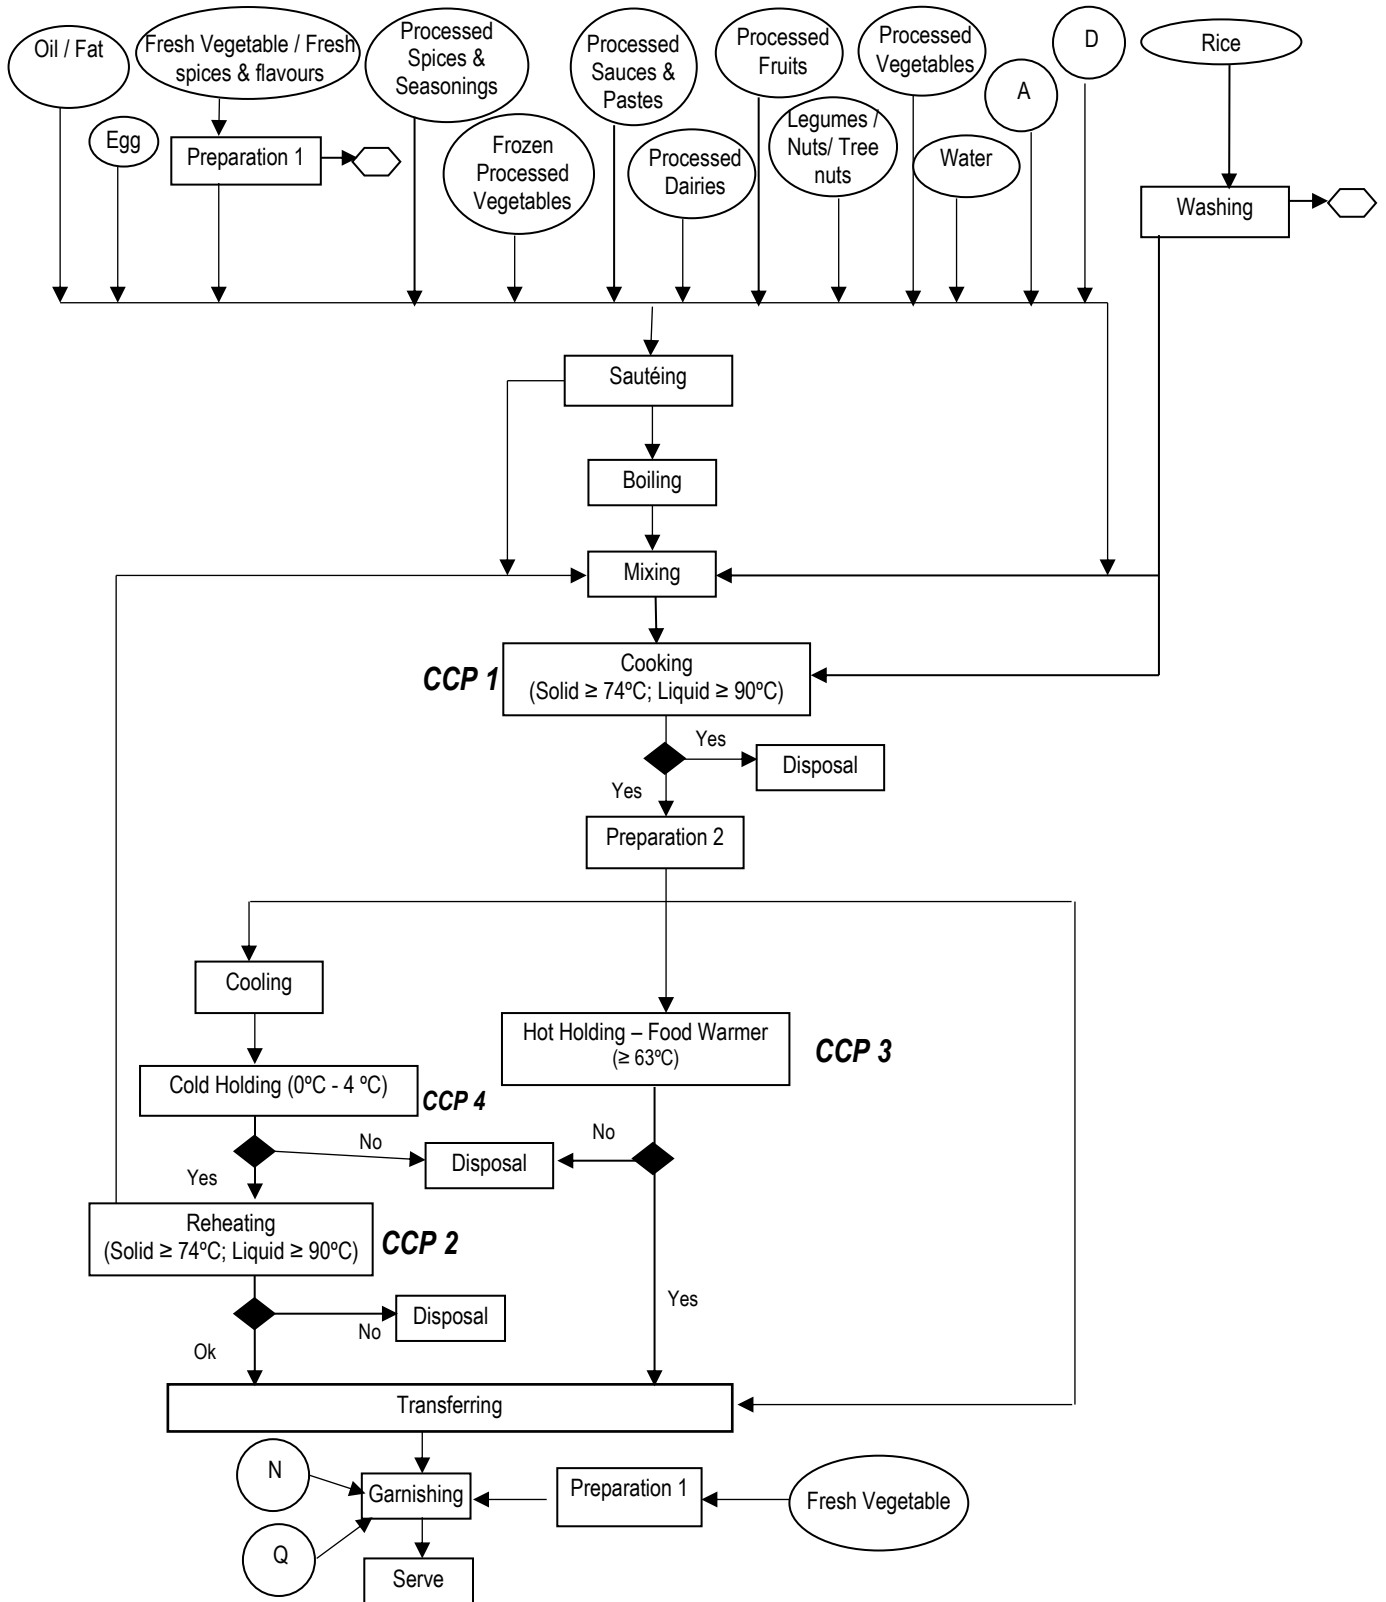 Oil / Fat
Fresh Vegetable / Fresh
spices & flavours
Processed
Spices &
Seasonings
Processed
Sauces &
Pastes
Processed
Fruits
Processed
Vegetables
D
Rice
A
Egg
Preparation 1
Frozen
Processed
Vegetables
Processed
Dairies
Legumes /
Nuts/ Tree
nuts
Water
Washing
Sautéing
Boiling
Mixing
CCP 1
Cooking
(Solid ≥ 74ºC; Liquid ≥ 90ºC)
Yes
Disposal
Yes
Preparation 2
Cooling
Hot Holding – Food Warmer
(≥ 63ºC)
CCP 3
Cold Holding (0ºC - 4 ºC)
CCP 4
No
No
Disposal
Yes
Reheating
(Solid ≥ 74ºC; Liquid ≥ 90ºC)
CCP 2
Yes
Disposal
No
Ok
Transferring
N
Garnishing
Preparation 1
Fresh Vegetable
Q
Serve